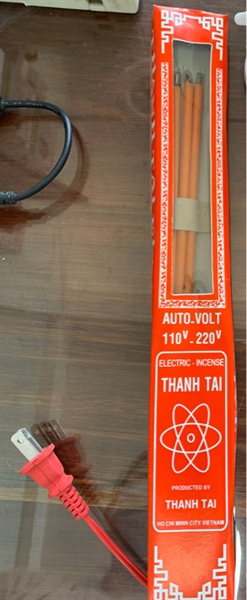 AUTO-VOLT
110V - 220V
ELECTRIC - INCENSE
THANH TAI
PRODUCED BY
THANH TAI
HO CHI MINH CITY VIETNAM